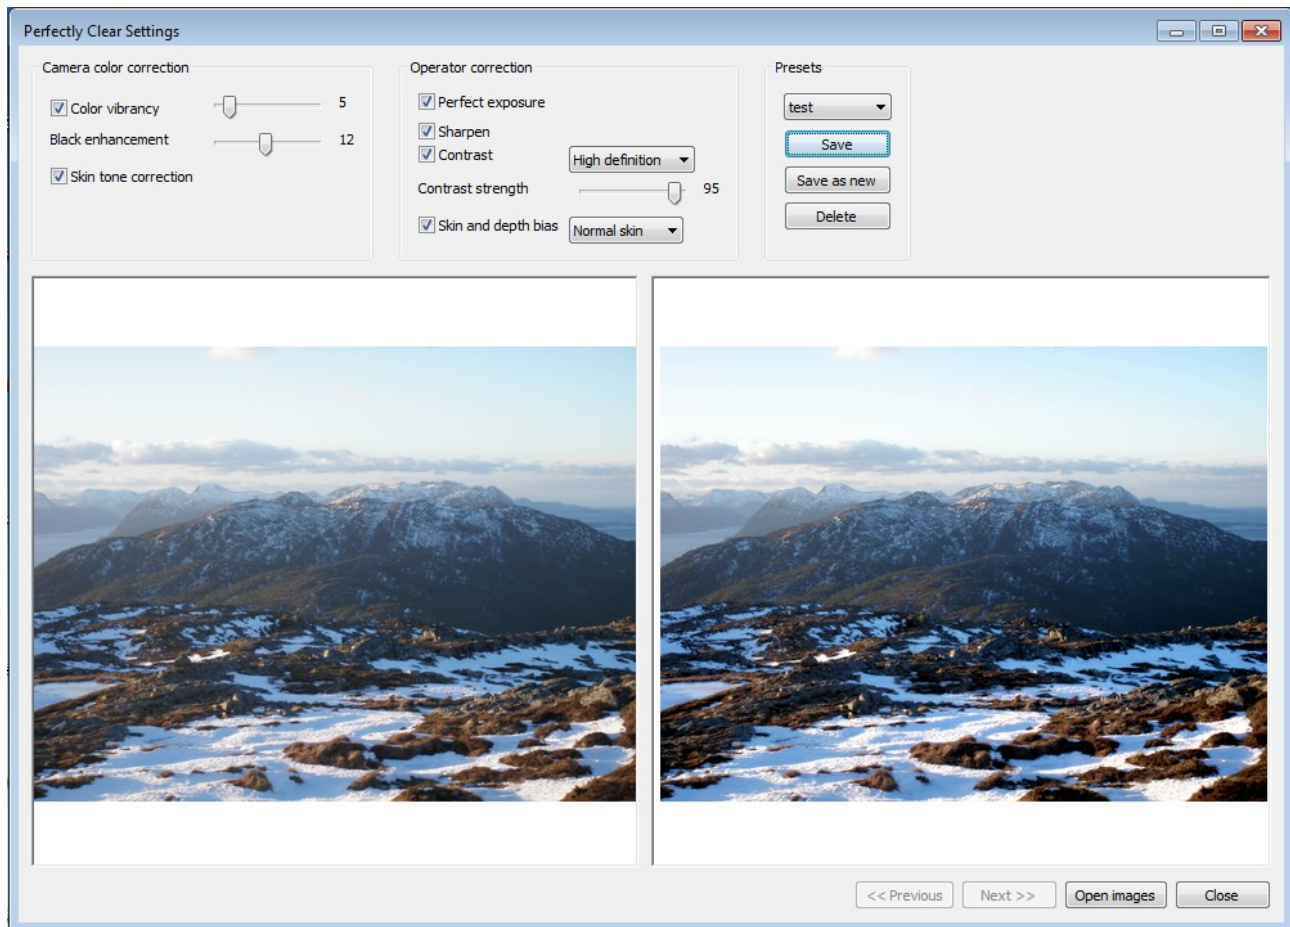 Perfectly Clear Settings
Camera color correction
Color vibrancy 5
Black enhancement 12
Skin tone correction
Operator correction
Perfect exposure
Sharpen
Contrast High definition
Contrast strength 95
Skin and depth bias Normal skin
Presets
test
Save
Save as new
Delete
<< Previous Next >> Open images Close